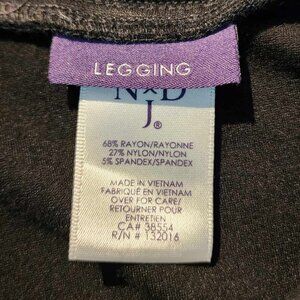 LEGGING
N×D
J®
68% RAYON/RAYONNE
27% NYLON/NYLON
5% SPANDEX/SPANDEX
MADE IN VIETNAM
FABRIQUÉ EN VIETNAM
OVER FOR CARE/
RETOURNER POUR
ENTRETIEN
CA# 38554
R/N # 132016